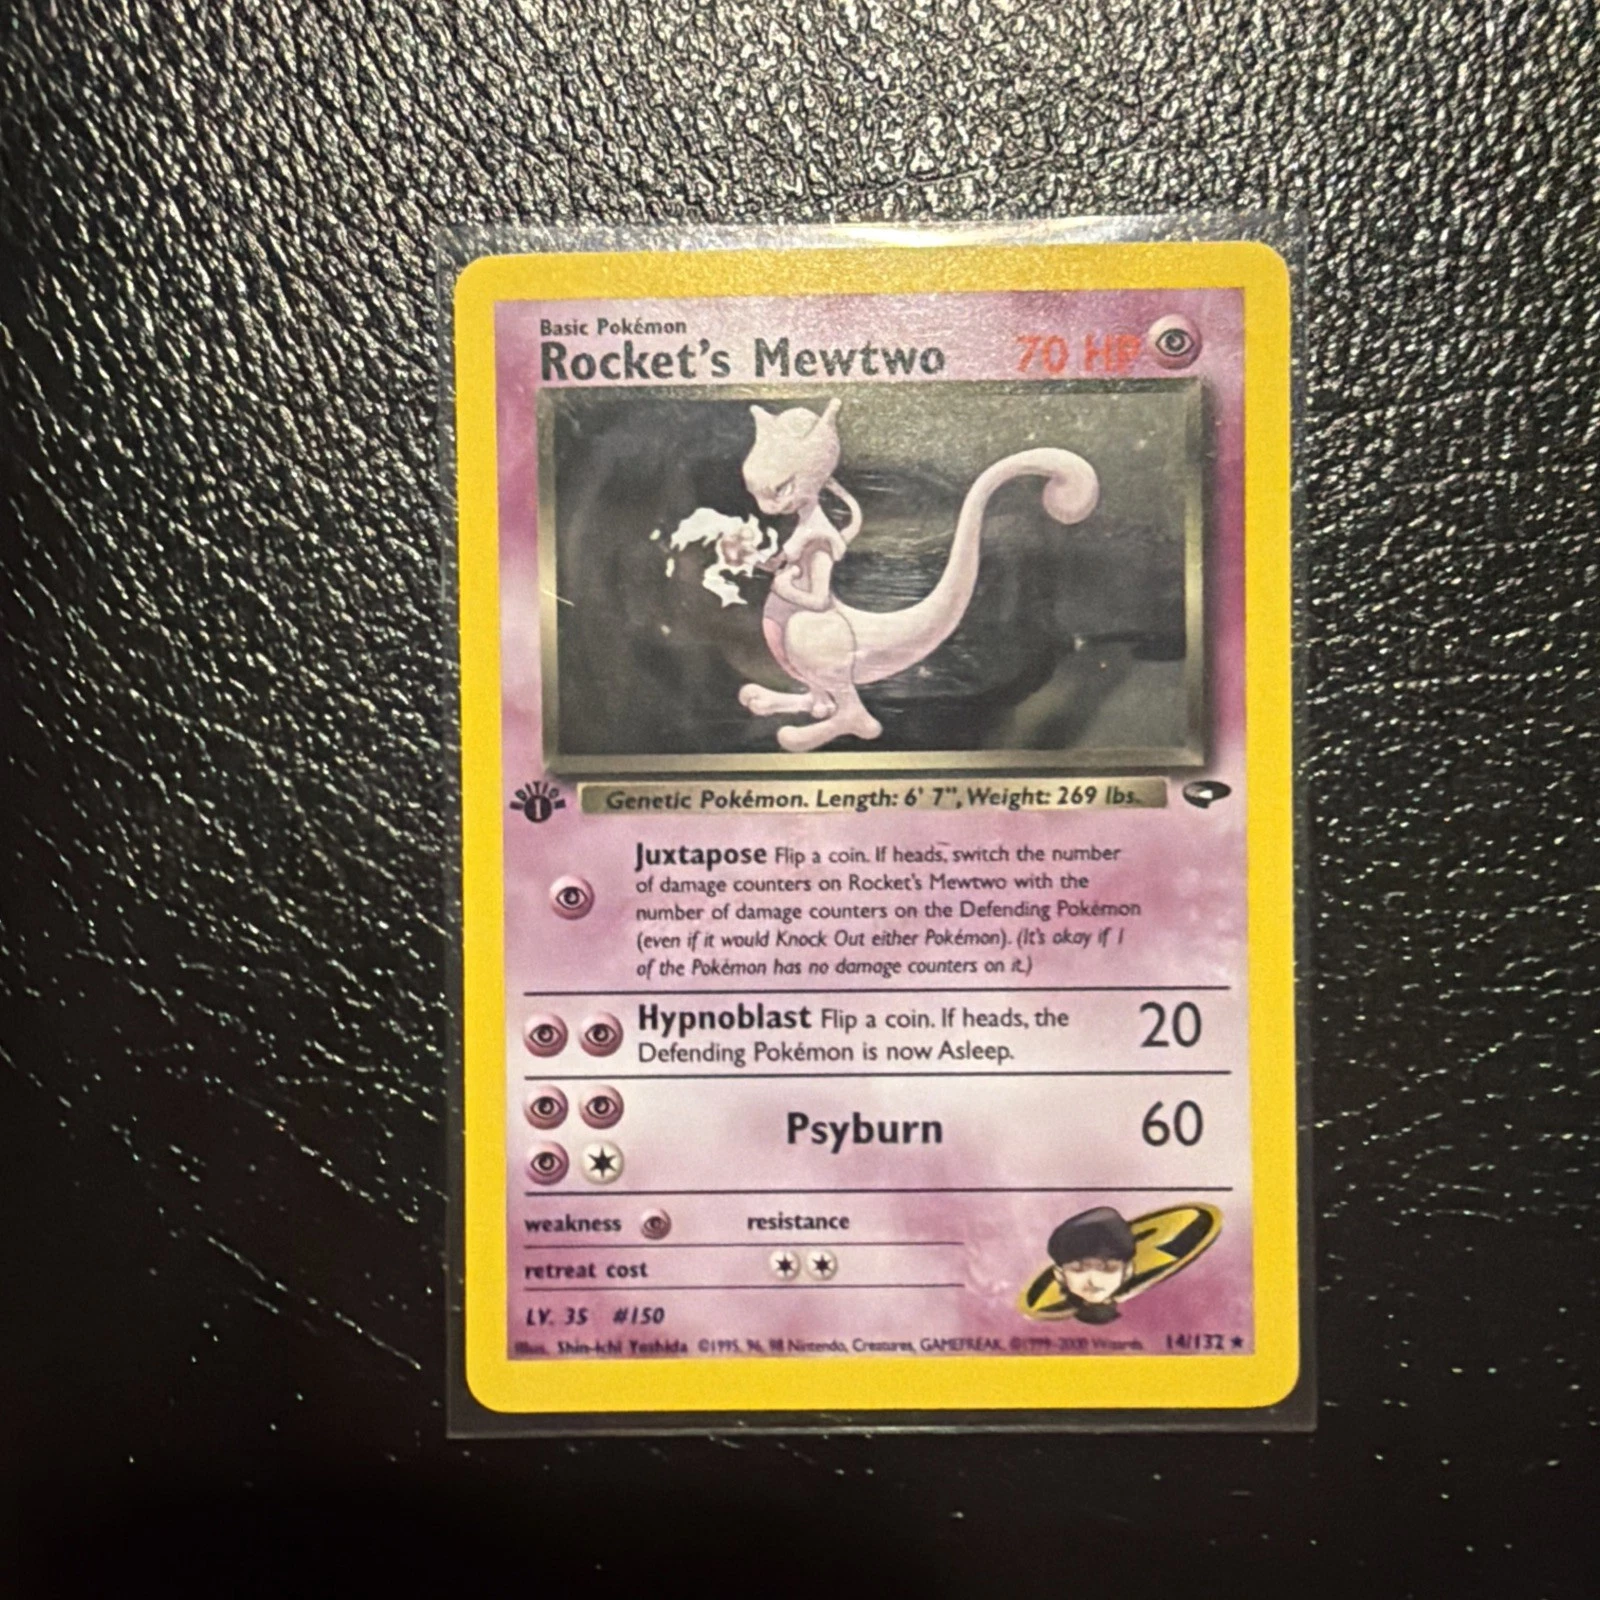 Basic Pokémon
Rocket's Mewtwo 70 HP
EDITION
1
Genetic Pokémon. Length: 6' 7", Weight: 269 lbs.
Juxtapose Flip a coin. If heads, switch the number
of damage counters on Rocket's Mewtwo with the
number of damage counters on the Defending Pokémon
(even if it would Knock Out either Pokémon). (It's okay if 1
of the Pokémon has no damage counters on it.)
Hypnoblast Flip a coin. If heads, the 20
Defending Pokémon is now Asleep.
Psyburn 60
weakness resistance
retreat cost
LV. 35 #150
Illus. Shin-ichi Yoshida ©1995, 96, 98 Nintendo, Creatures, GAMEFREAK. ©1999-2000 Wizards. 14/132 ★